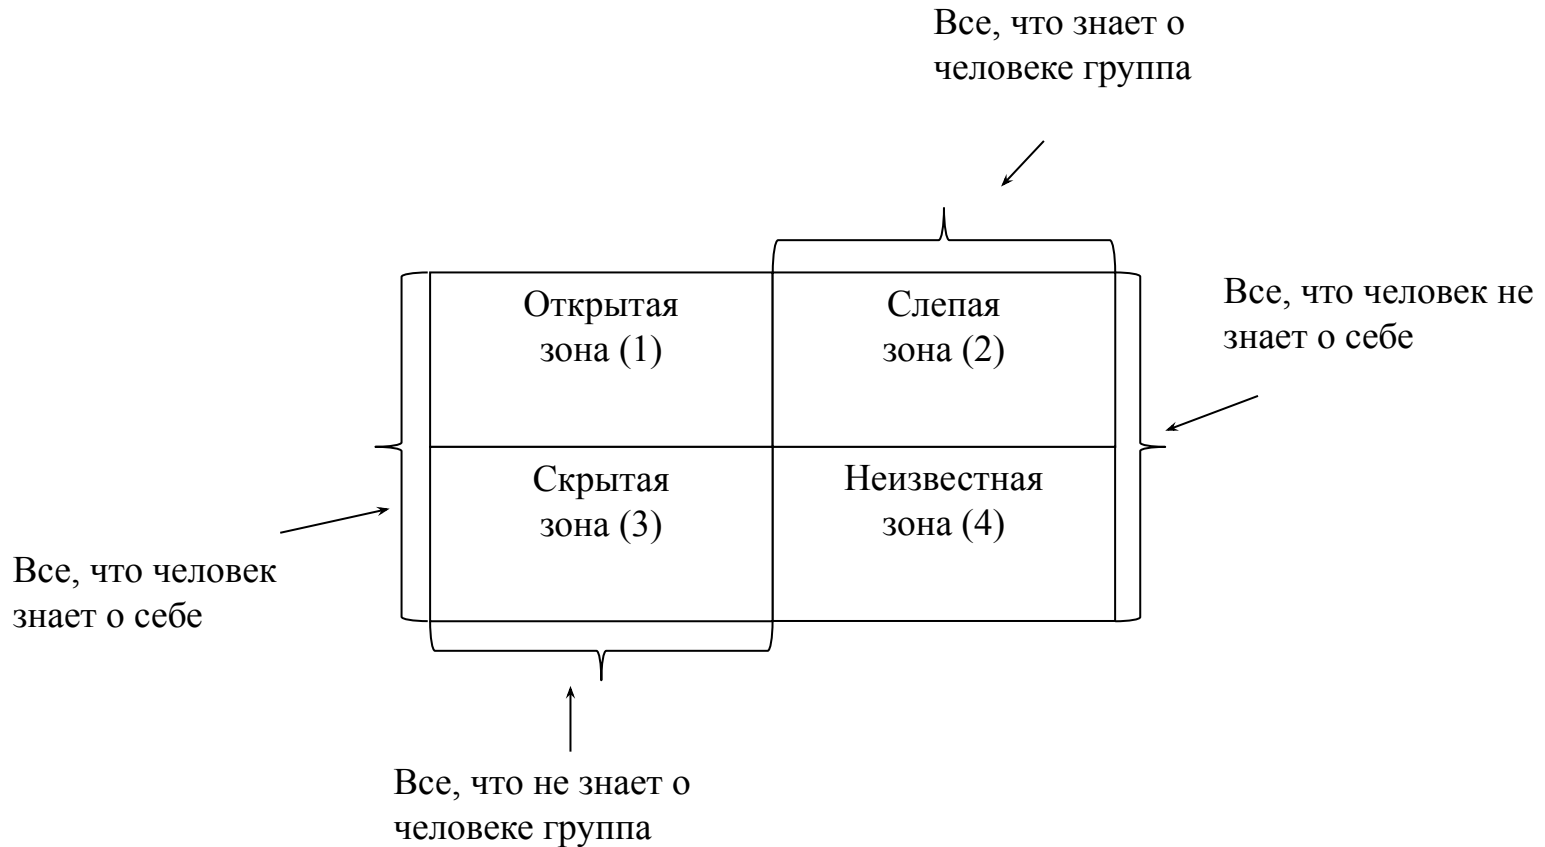 Все, что знает о
человеке группа
Открытая
зона (1)
Слепая
зона (2)
Все, что человек не
знает о себе
Скрытая
зона (3)
Неизвестная
зона (4)
Все, что человек
знает о себе
Все, что не знает о
человеке группа